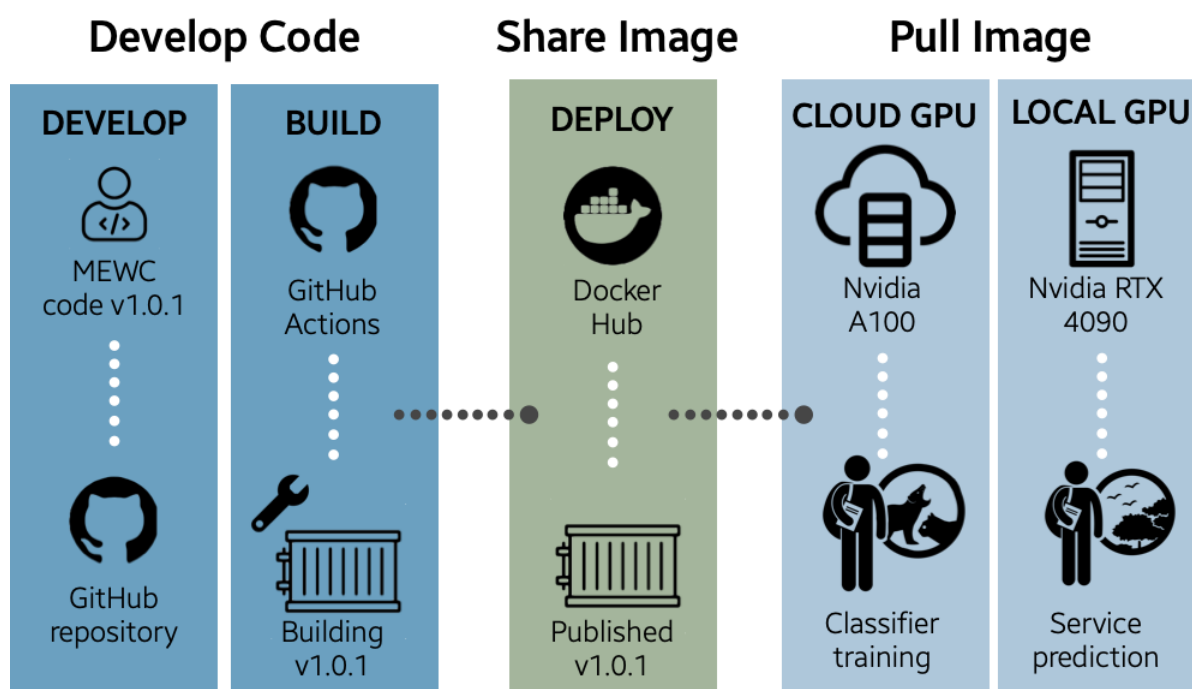 Develop Code
Share Image
Pull Image
DEVELOP
MEWC
code v1.0.1
GitHub
repository
BUILD
GitHub
Actions
Building
v1.0.1
DEPLOY
Docker
Hub
Published
v1.0.1
CLOUD GPU
Nvidia
A100
Classifier
training
LOCAL GPU
Nvidia RTX
4090
Service
prediction